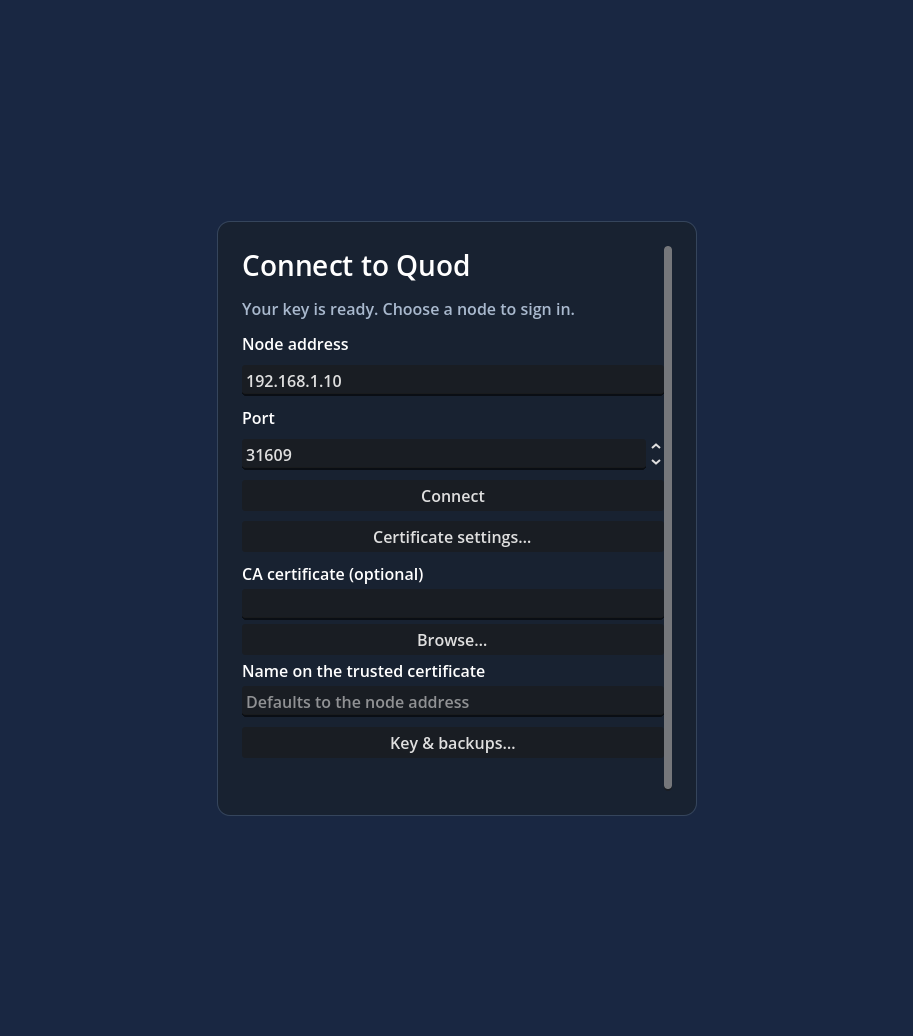 Connect to Quod
Your key is ready. Choose a node to sign in.
Node address
192.168.1.10
Port
31609
Connect
Certificate settings...
CA certificate (optional)
Browse...
Name on the trusted certificate
Defaults to the node address
Key & backups...